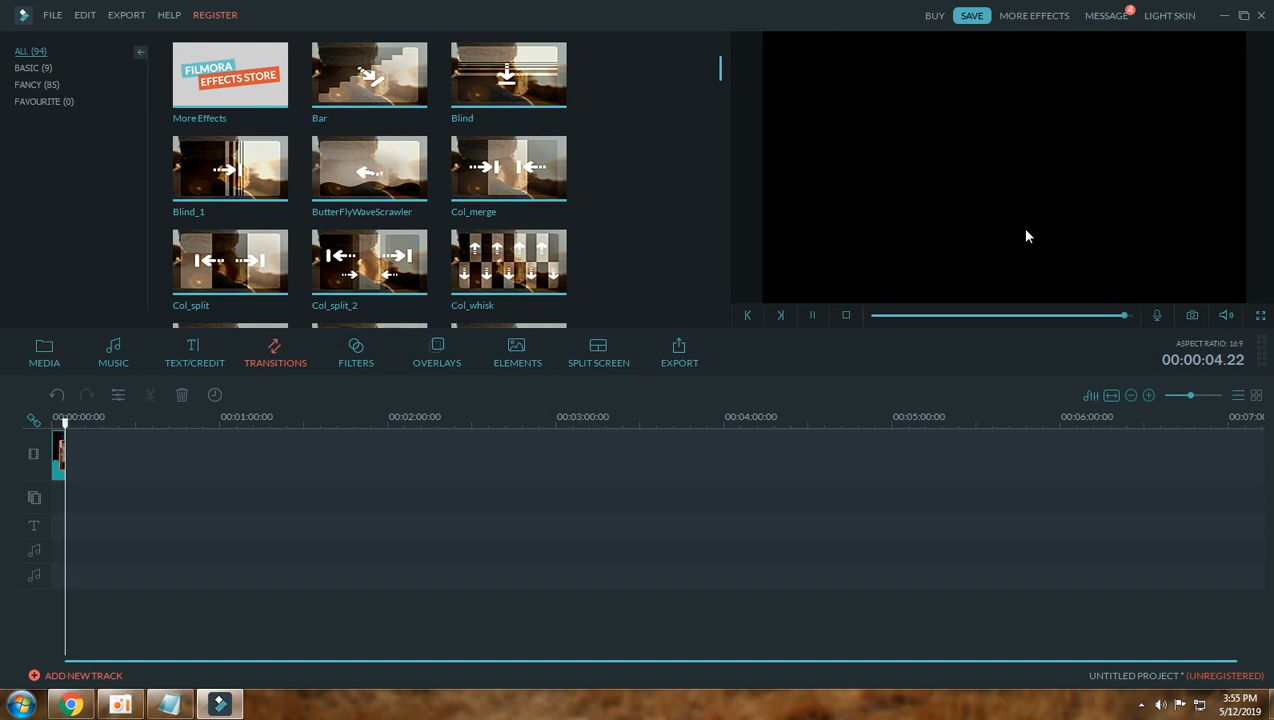 FILE EDIT EXPORT HELP REGISTER
BUY SAVE MORE EFFECTS MESSAGE 4 LIGHT SKIN
ALL (94)
BASIC (9)
FANCY (85)
FAVOURITE (0)
FILMORA
EFFECTS STORE
More Effects Bar Blind
Blind_1 ButterFlyWaveScrawler Col_merge
Col_split Col_split_2 Col_whisk
MEDIA MUSIC TEXT/CREDIT TRANSITIONS FILTERS OVERLAYS ELEMENTS SPLIT SCREEN EXPORT
ASPECT RATIO: 16:9
00:00:04.22
00:00:00:00 00:01:00:00 00:02:00:00 00:03:00:00 00:04:00:00 00:05:00:00 00:06:00:00 00:07:0
ADD NEW TRACK
UNTITLED PROJECT * (UNREGISTERED)
3:55 PM
5/12/2019